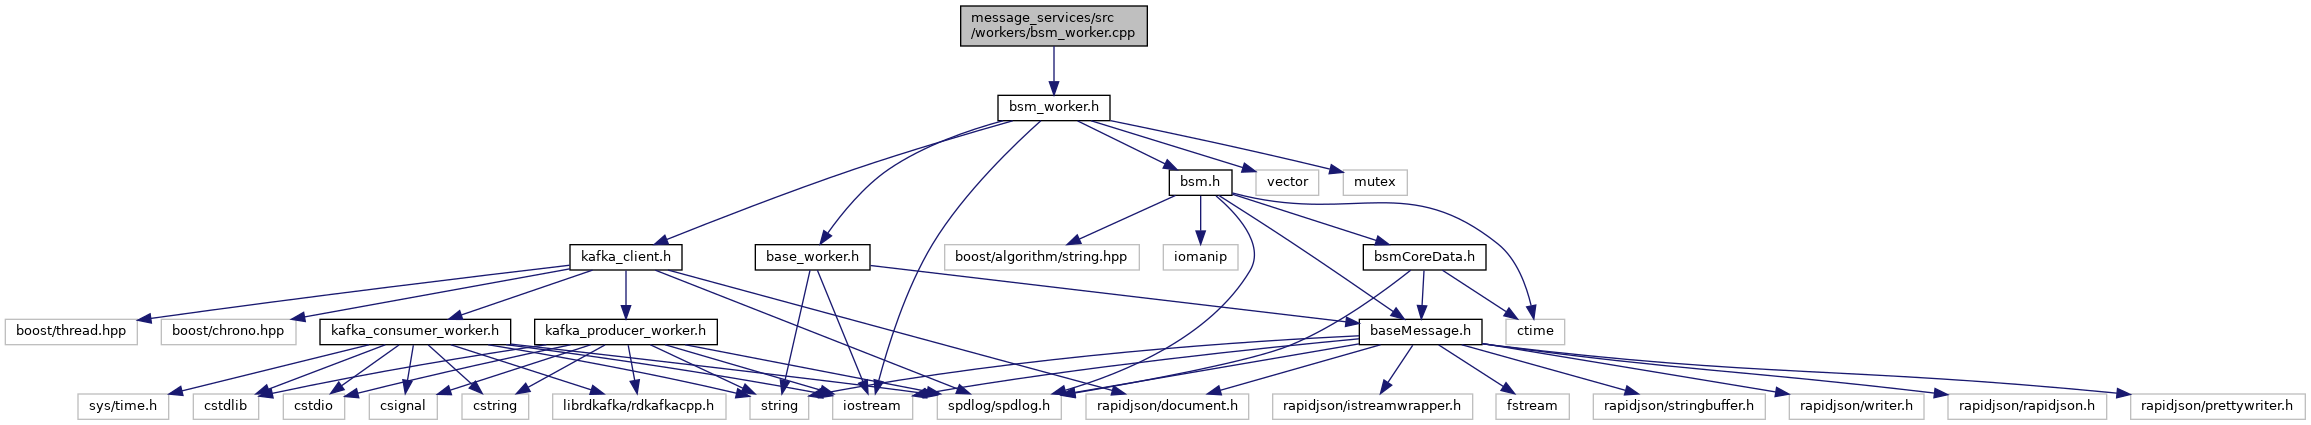 message_services/src
/workers/bsm_worker.cpp
bsm_worker.h
bsm.h
vector
mutex
kafka_client.h
base_worker.h
boost/algorithm/string.hpp
iomanip
bsmCoreData.h
boost/thread.hpp
boost/chrono.hpp
kafka_consumer_worker.h
kafka_producer_worker.h
baseMessage.h
ctime
sys/time.h
cstdlib
cstdio
csignal
cstring
librdkafka/rdkafkacpp.h
string
iostream
spdlog/spdlog.h
rapidjson/document.h
rapidjson/istreamwrapper.h
fstream
rapidjson/stringbuffer.h
rapidjson/writer.h
rapidjson/rapidjson.h
rapidjson/prettywriter.h